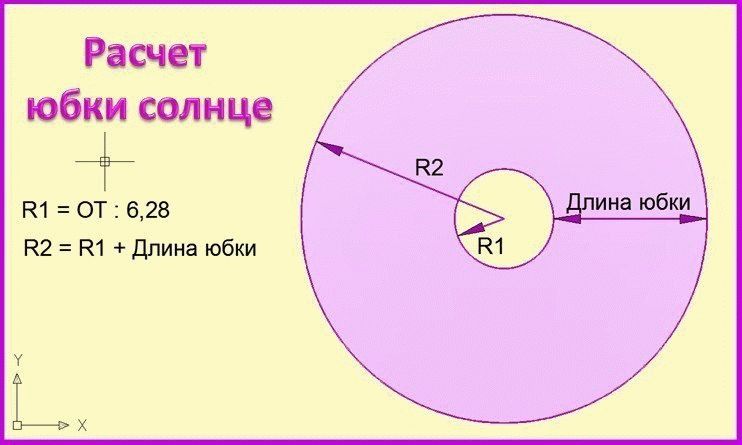 Расчет
юбки солнце
R1 = ОТ : 6,28
R2 = R1 + Длина юбки
R2
Длина юбки
R1
Y
X